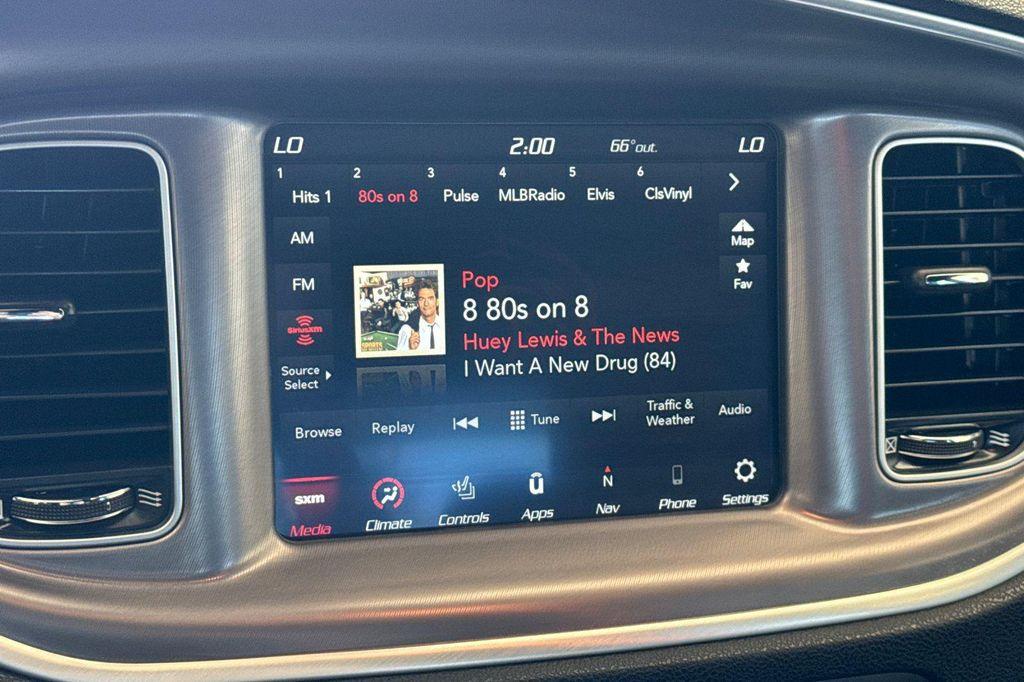 LO 2:00 66° out. LO
1 2 3 4 5 6
Hits 1 80s on 8 Pulse MLBRadio Elvis ClsVinyl
AM
Map
FM
Fav
Pop
8 80s on 8
SiriusXM
Huey Lewis & The News
I Want A New Drug (84)
SPORTS
Source
Select
Browse Replay Tune
Traffic &
Weather
Audio
sxm
Media Climate Controls
û
Apps
N
Nav Phone Settings